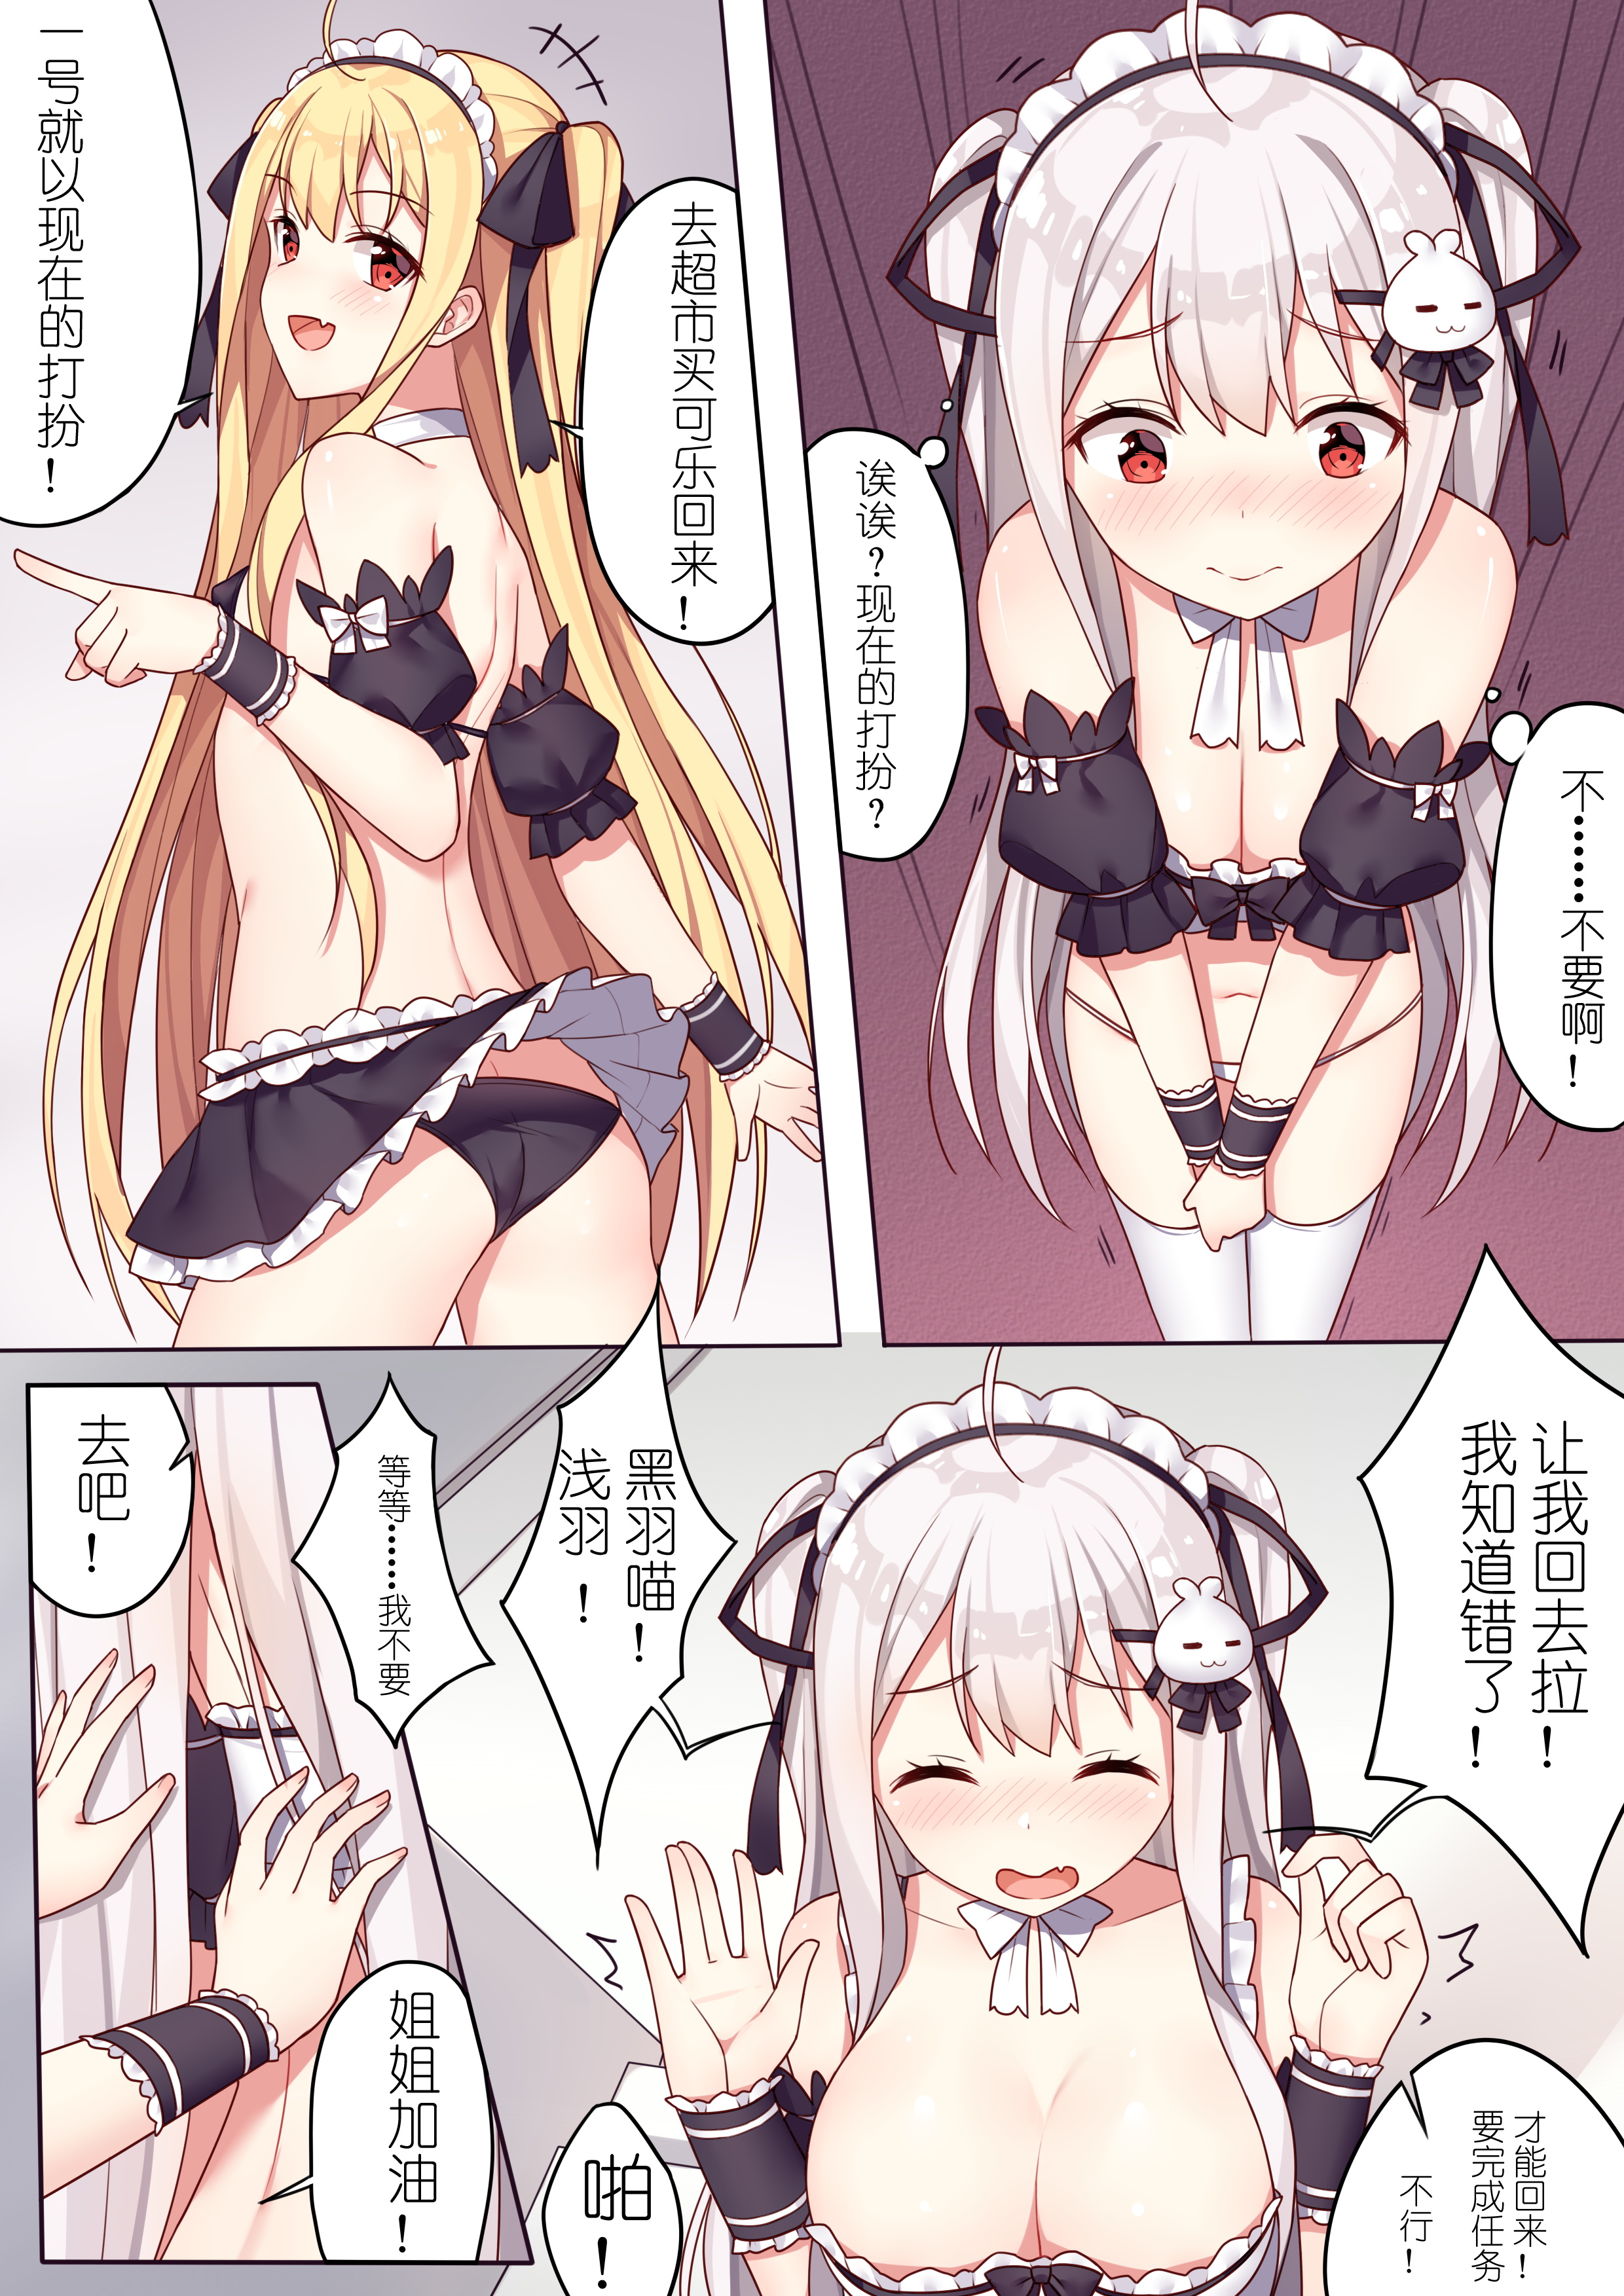 去超市买可乐回来！
一号就以现在的打扮！
不……不要啊！
诶诶？现在的打扮？
让我回去拉！
我知道错了！
黑羽喵！
浅羽！
等等……我不要
去吧！
姐姐加油！
啪！
才能回来！
要完成任务
不行！